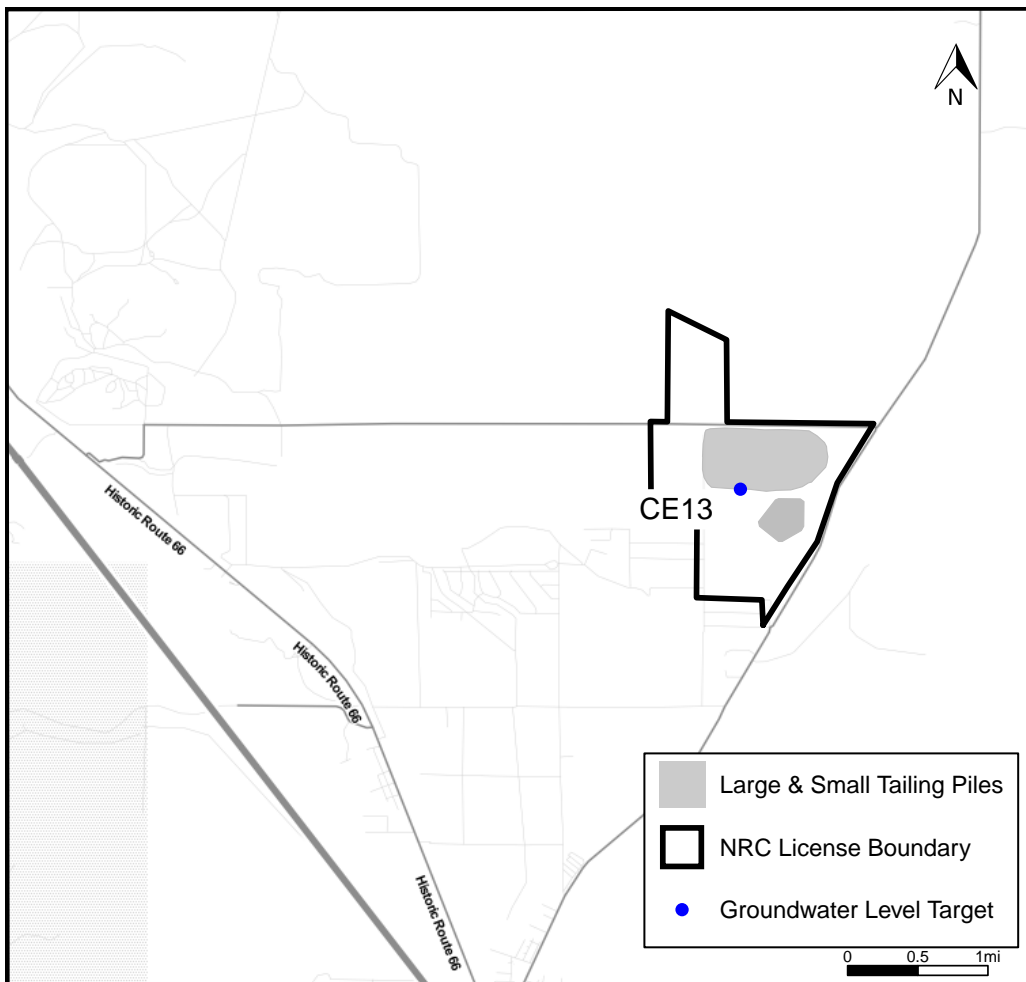 N
CE13
Historic Route 66
Historic Route 66
Historic Route 66
Large & Small Tailing Piles
NRC License Boundary
Groundwater Level Target
0 0.5 1mi